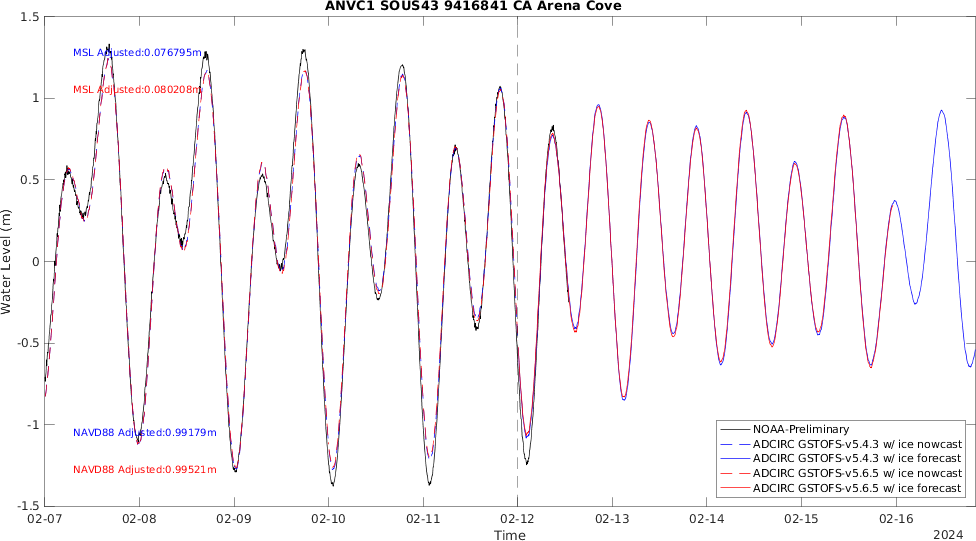 ANVC1 SOUS43 9416841 CA Arena Cove
1.5
1
0.5
0
-0.5
-1
-1.5
Water Level (m)
MSL Adjusted:0.076795m
MSL Adjusted:0.080208m
NAVD88 Adjusted:0.99179m
NAVD88 Adjusted:0.99521m
NOAA-Preliminary
ADCIRC GSTOFS-v5.4.3 w/ ice nowcast
ADCIRC GSTOFS-v5.4.3 w/ ice forecast
ADCIRC GSTOFS-v5.6.5 w/ ice nowcast
ADCIRC GSTOFS-v5.6.5 w/ ice forecast
02-07 02-08 02-09 02-10 02-11 02-12 02-13 02-14 02-15 02-16
Time
2024